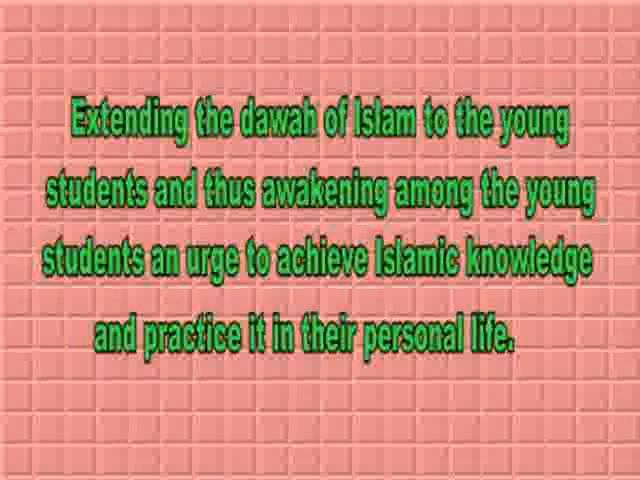 Extending the dawah of Islam to the young
students and thus awakening among the young
students an urge to achieve Islamic knowledge
and practice it in their personal life.